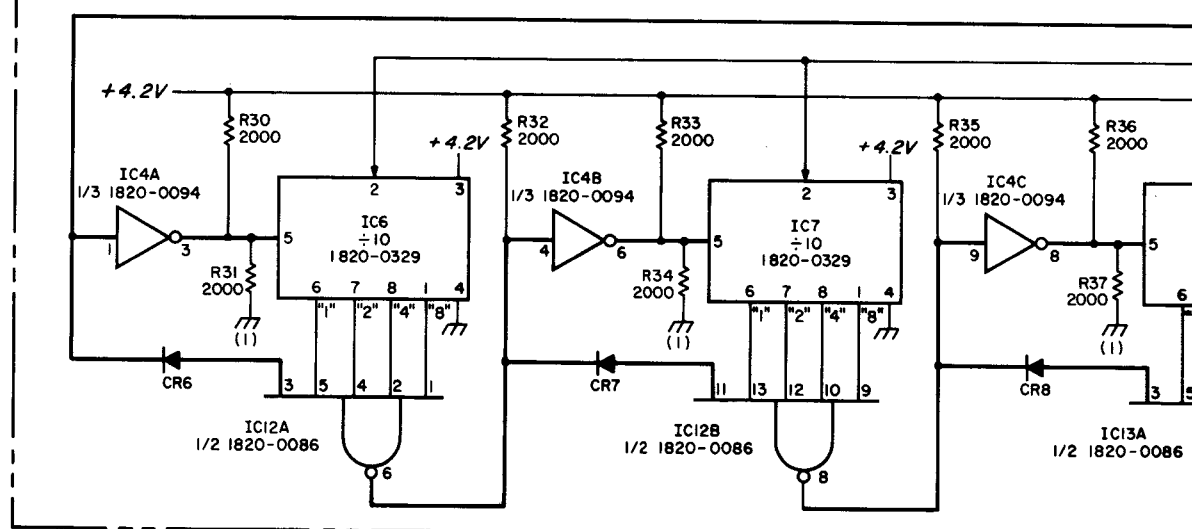 +4.2V
R30
2000
R32
2000
R33
2000
R35
2000
R36
2000
+4.2V
+4.2V
IC4A
1/3 1820-0094
IC4B
1/3 1820-0094
IC4C
1/3 1820-0094
2 3
2 3
IC6
÷10
1820-0329
IC7
÷10
1820-0329
1 3 5
4 6 5
9 8 5
R31
2000
R34
2000
R37
2000
6 7 8 1 4
6 7 8 1 4
6
"1" "2" "4" "8"
"1" "2" "4" "8"
(1)
(1)
(1)
CR6
CR7
CR8
3 5 4 2 1
11 13 12 10 9
3 5
IC12A
1/2 1820-0086
IC12B
1/2 1820-0086
IC13A
1/2 1820-0086
6
8